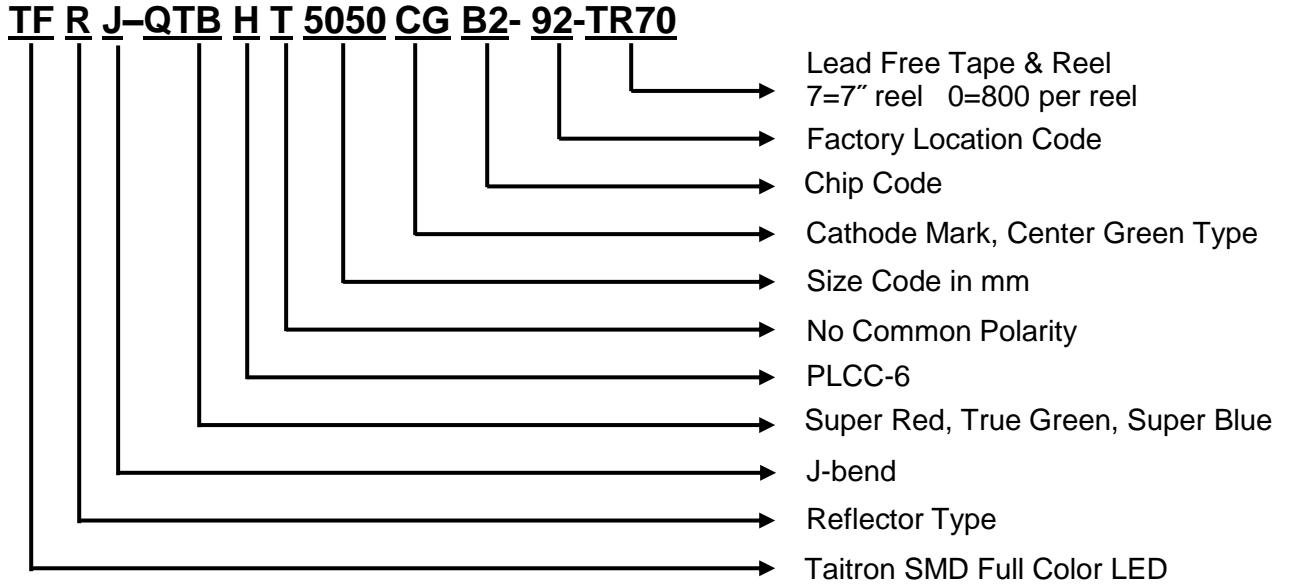 TF R J–QTB H T 5050 CG B2- 92-TR70
Lead Free Tape & Reel
7=7˝ reel 0=800 per reel
Factory Location Code
Chip Code
Cathode Mark, Center Green Type
Size Code in mm
No Common Polarity
PLCC-6
Super Red, True Green, Super Blue
J-bend
Reflector Type
Taitron SMD Full Color LED